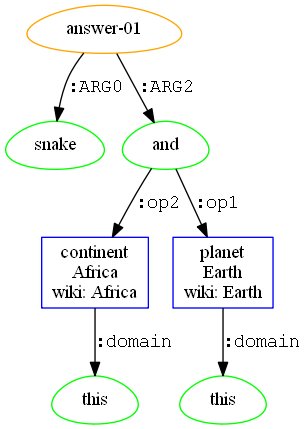 answer-01
:ARG0
:ARG2
snake
and
:op2
:op1
continent
Africa
wiki: Africa
planet
Earth
wiki: Earth
:domain
:domain
this
this